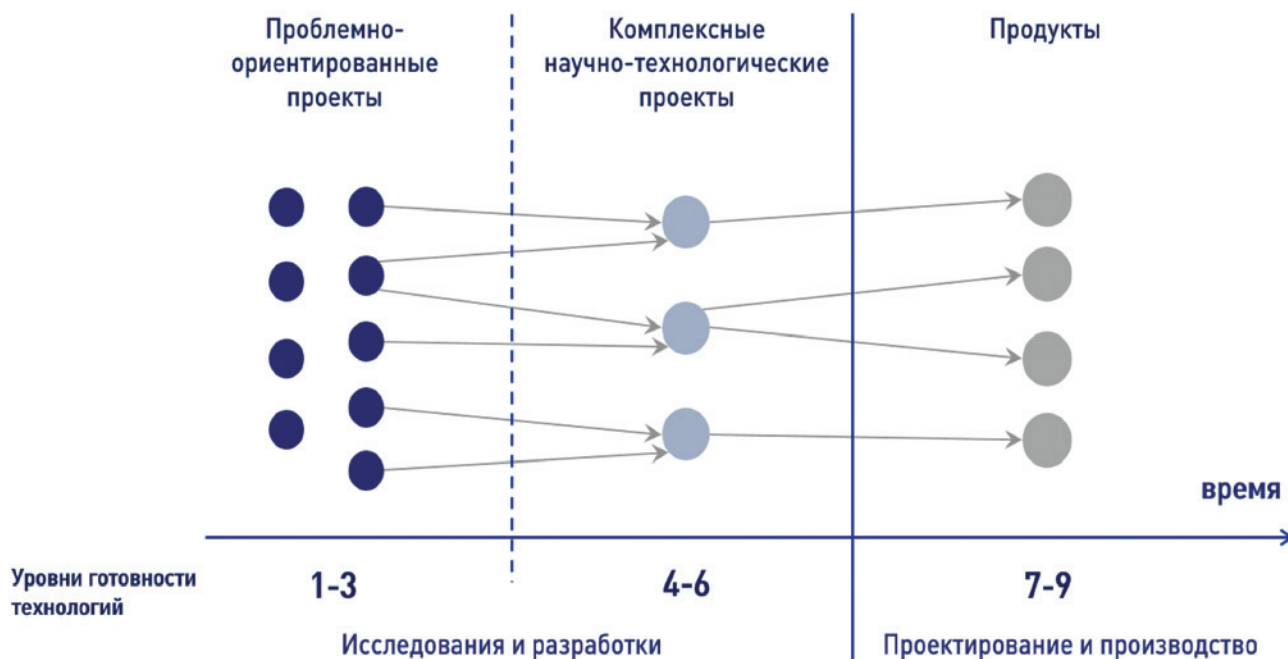 Проблемно-
ориентированные
проекты
Комплексные
научно-технологические
проекты
Продукты
время
Уровни готовности
технологий
1-3
4-6
7-9
Исследования и разработки
Проектирование и производство